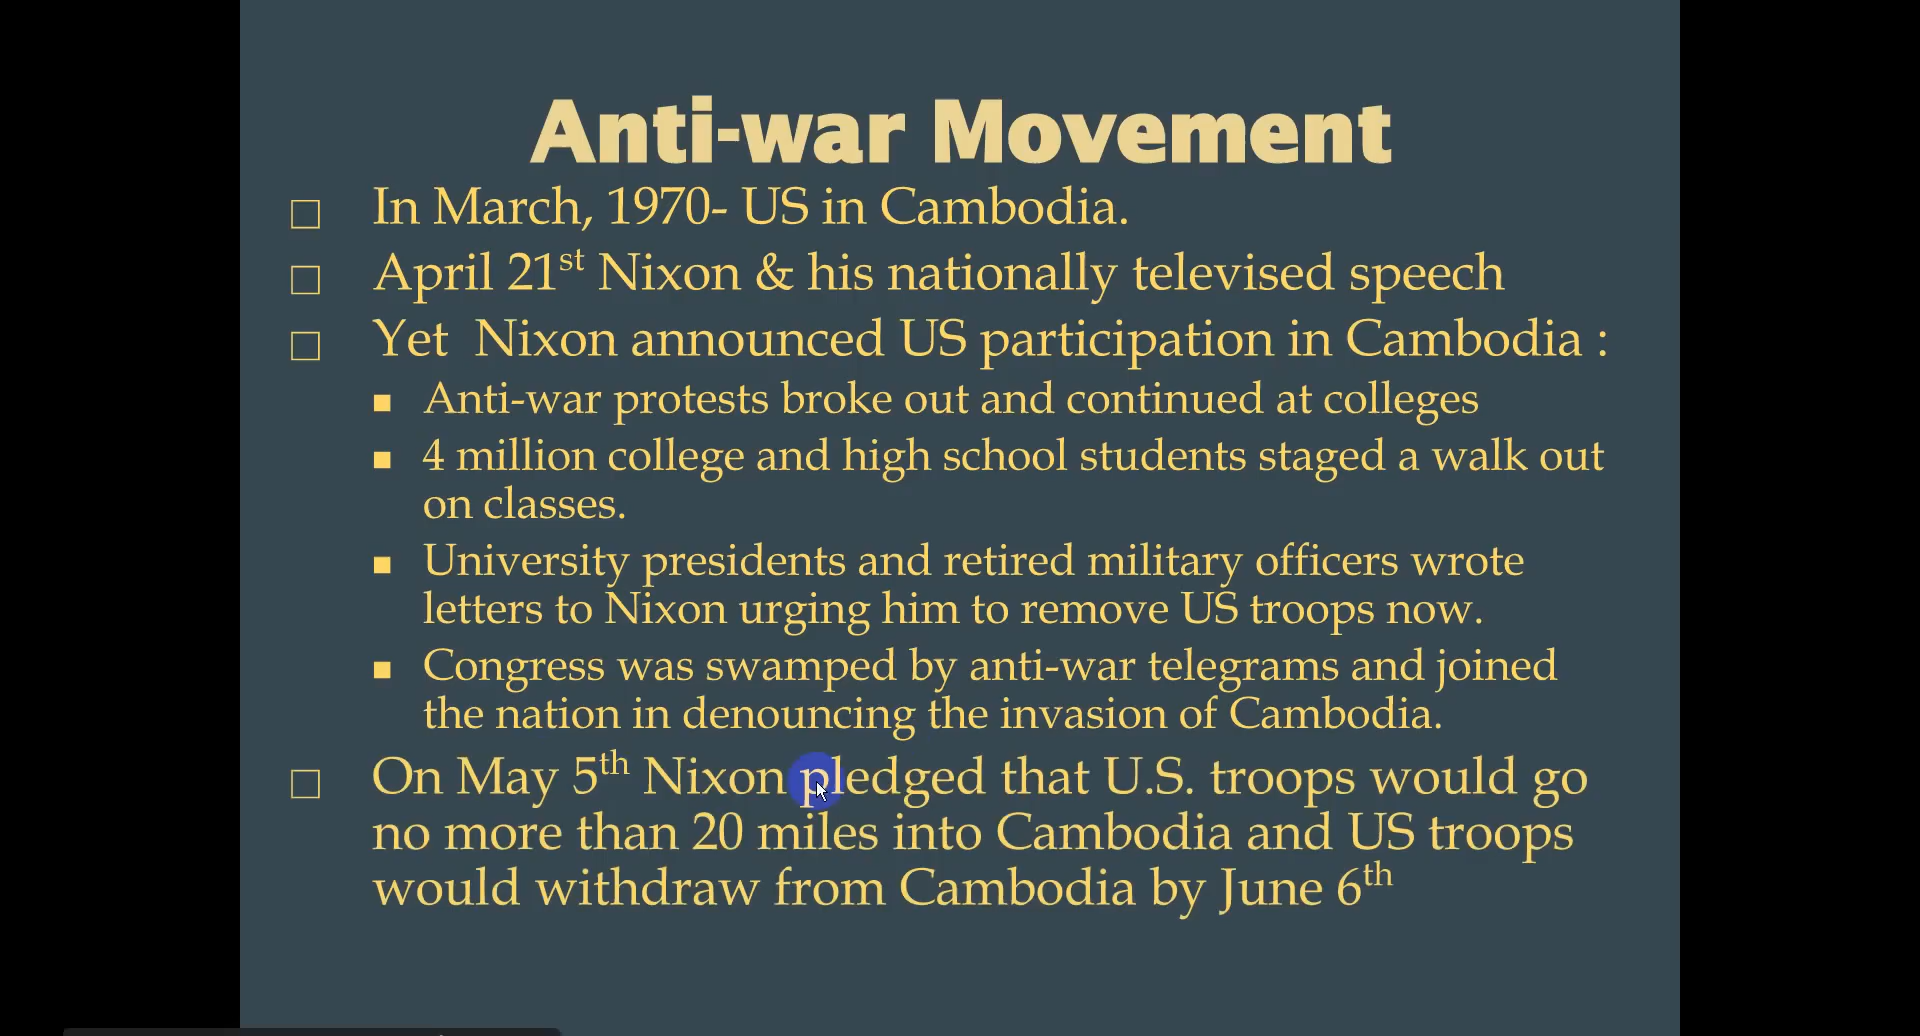 Anti-war Movement
In March, 1970- US in Cambodia.
April 21st Nixon & his nationally televised speech
Yet Nixon announced US participation in Cambodia :
Anti-war protests broke out and continued at colleges
4 million college and high school students staged a walk out
on classes.
University presidents and retired military officers wrote
letters to Nixon urging him to remove US troops now.
Congress was swamped by anti-war telegrams and joined
the nation in denouncing the invasion of Cambodia.
On May 5th Nixon pledged that U.S. troops would go
no more than 20 miles into Cambodia and US troops
would withdraw from Cambodia by June 6th